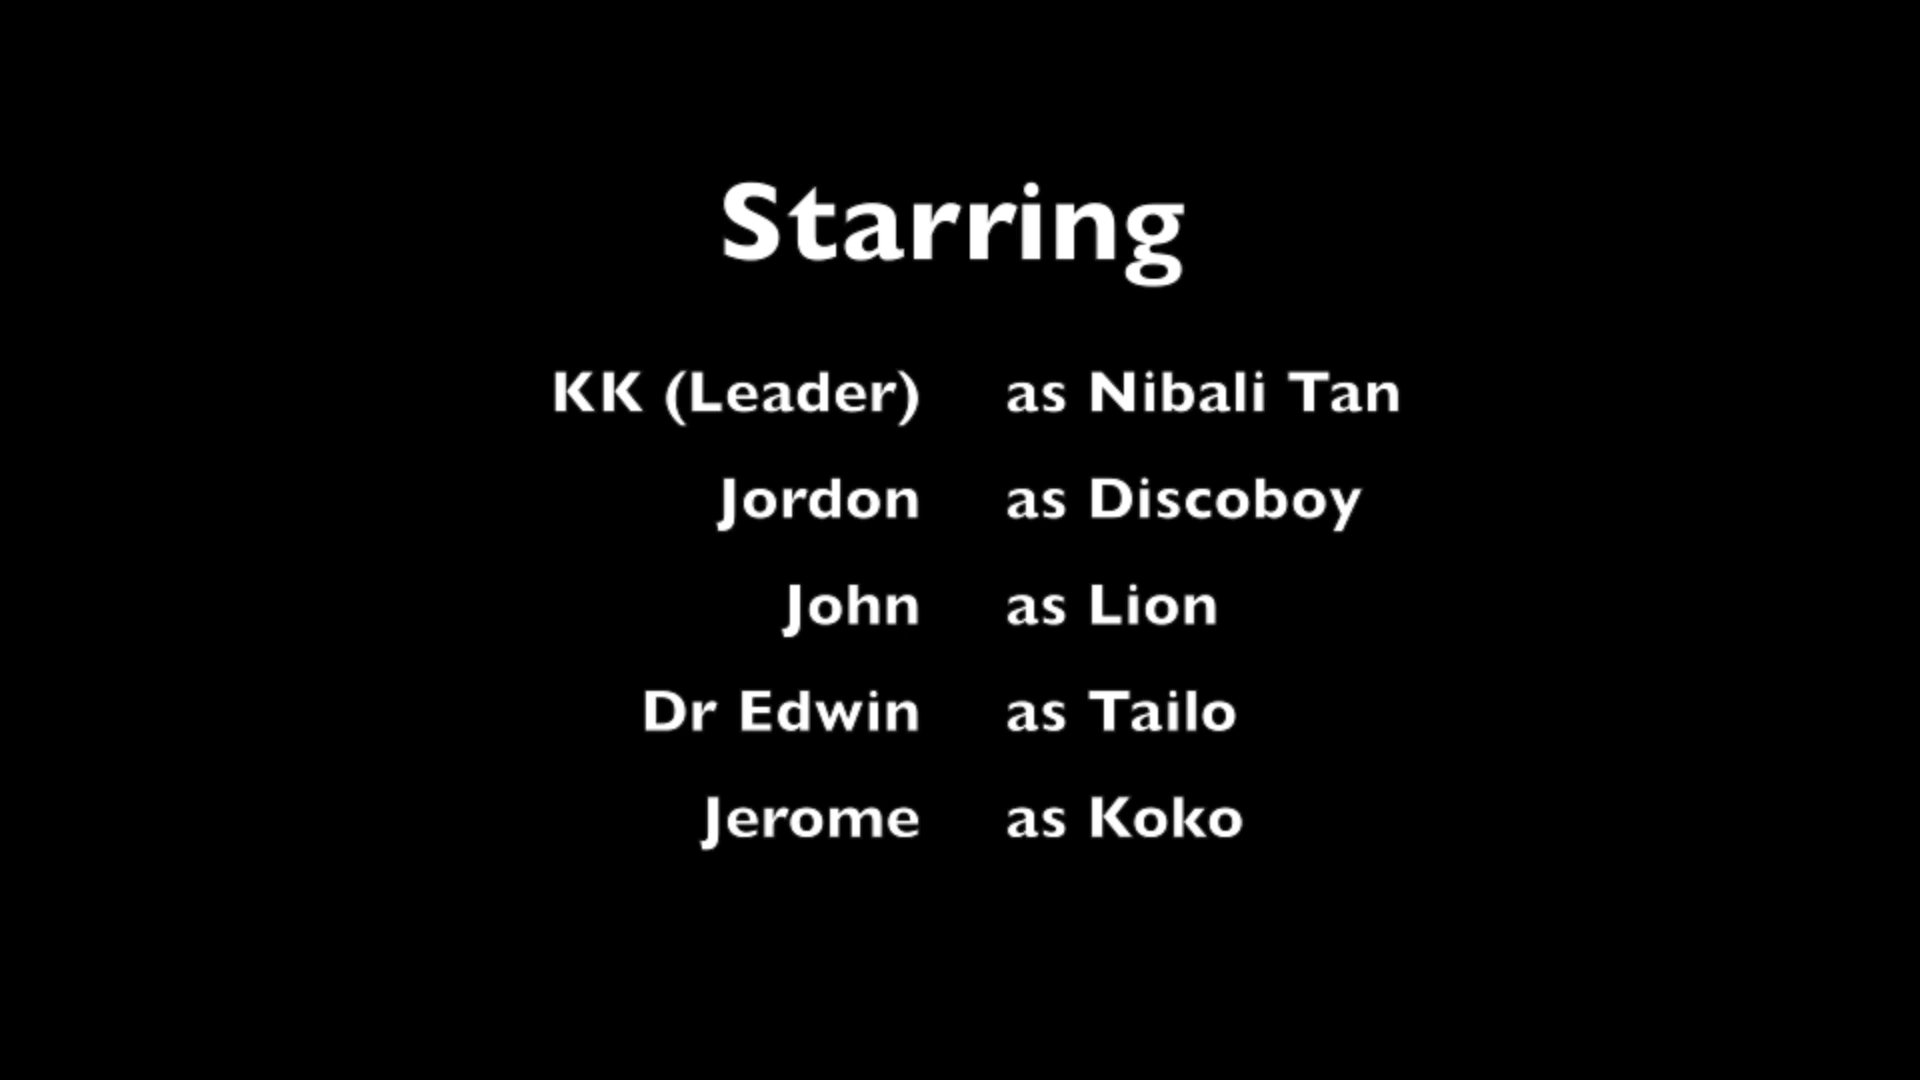 Starring
KK (Leader) as Nibali Tan
Jordon as Discoboy
John as Lion
Dr Edwin as Tailo
Jerome as Koko